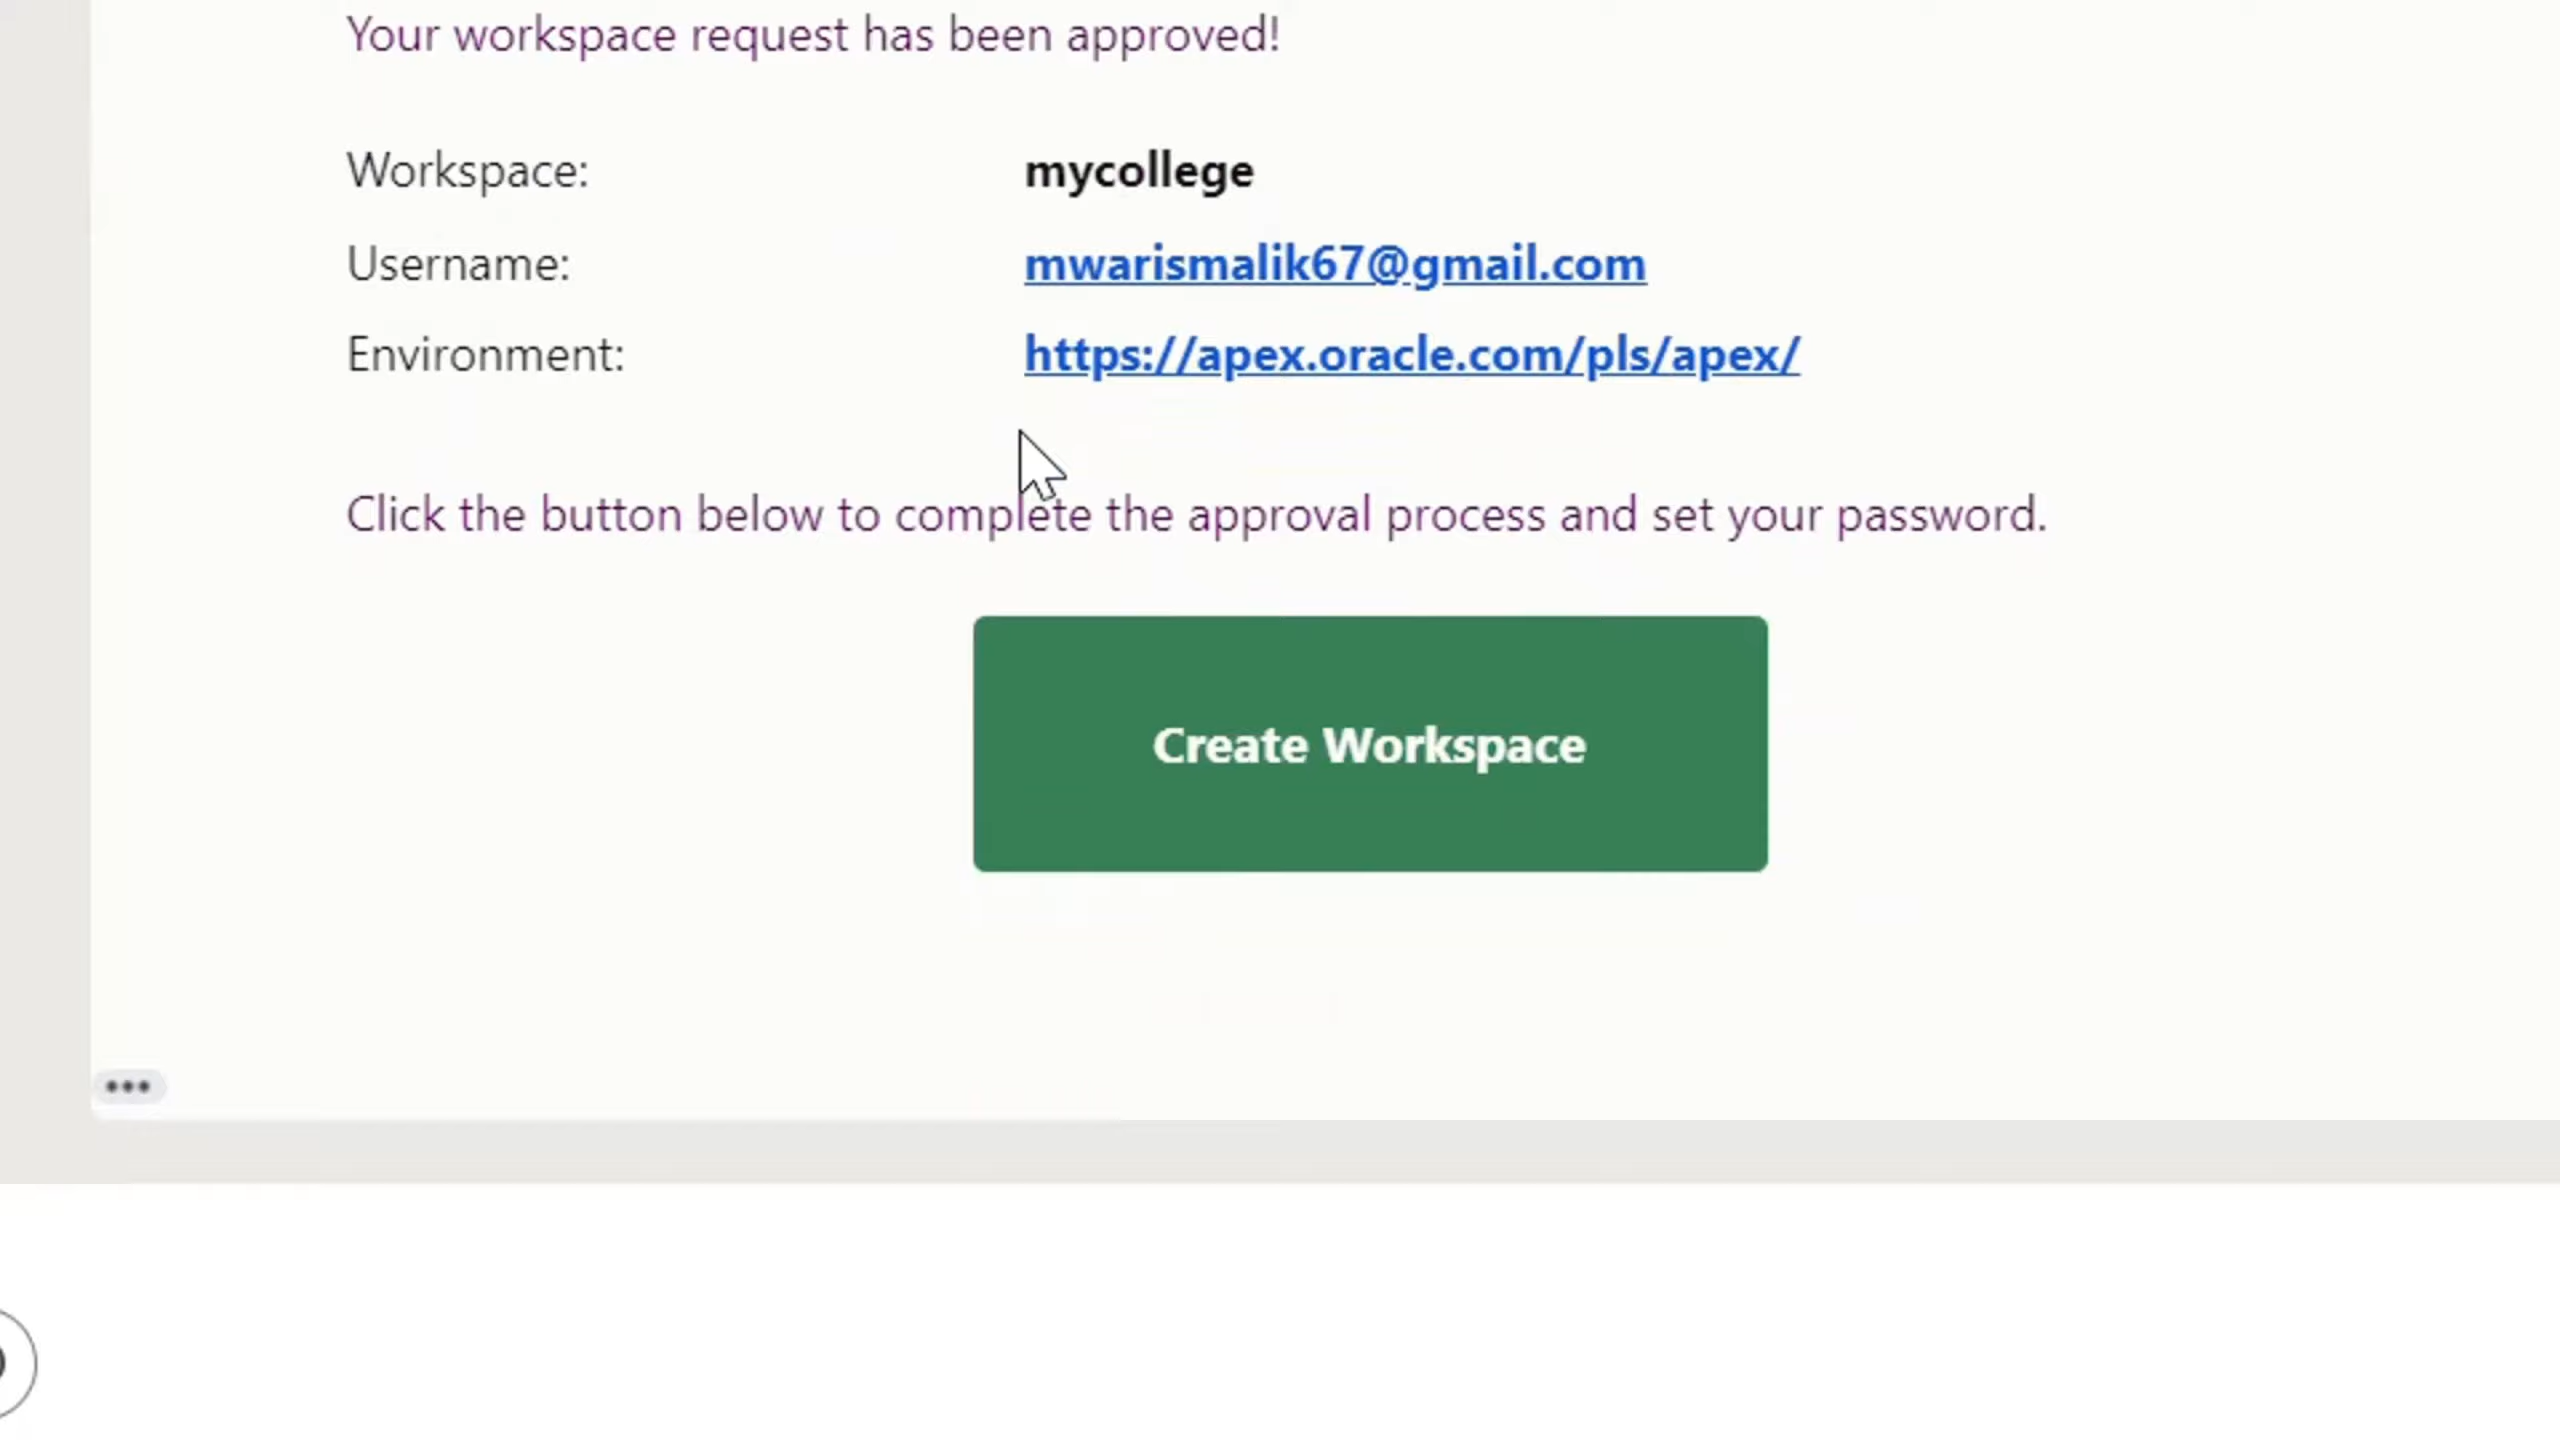 Your workspace request has been approved!
Workspace: mycollege
Username: mwarismalik67@gmail.com
Environment: https://apex.oracle.com/pls/apex/
Click the button below to complete the approval process and set your password.
Create Workspace